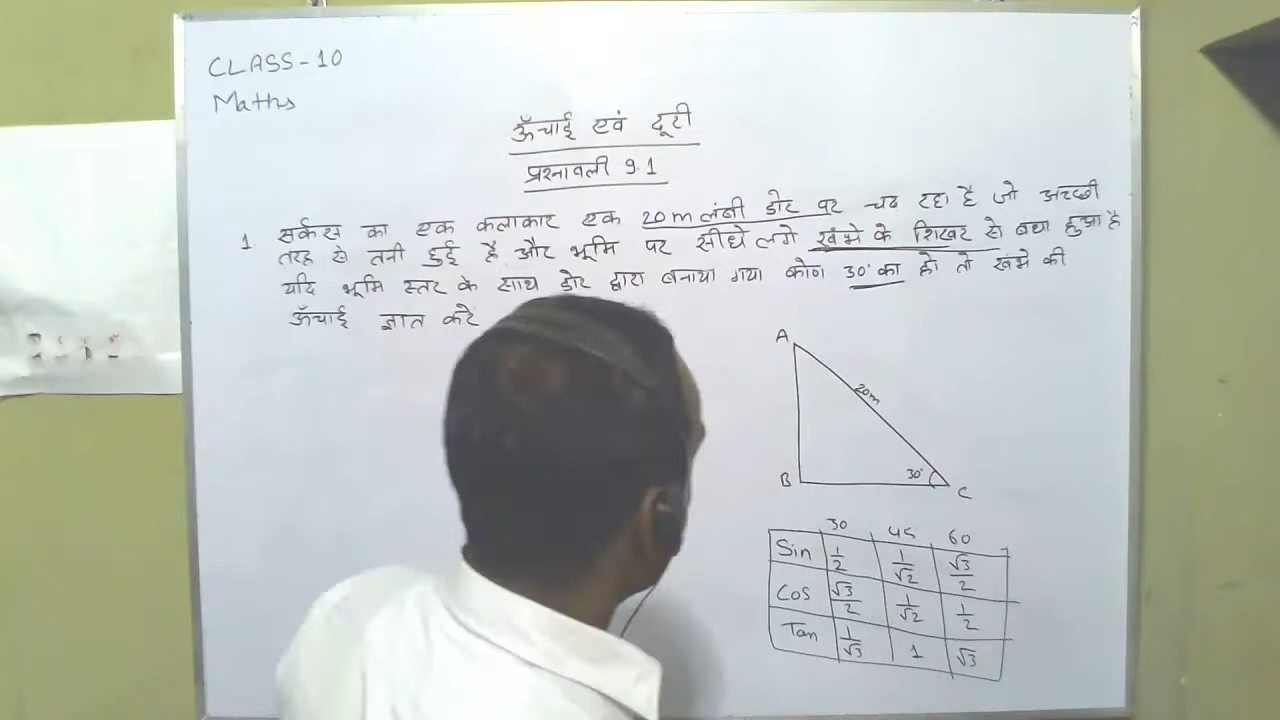 CLASS-10
Maths
ऊँचाई एवं दूरी
प्रश्नावली 9.1
1 सर्कस का एक कलाकार एक 20m लंबी डोर पर चढ रहा है जो अच्छी
तरह से तनी हुई है और भूमि पर सीधे लगे खंभे के शिखर से बंधा हुआ है
यदि भूमि स्तर के साथ डोर द्वारा बनाया गया कोण 30° का हो तो खंभे की
ऊँचाई ज्ञात करे
A
20m
30°
B
C
30 45 60
Sin 1/2 1/√2 √3/2
Cos √3/2 1/√2 1/2
Tan 1/√3 1 √3